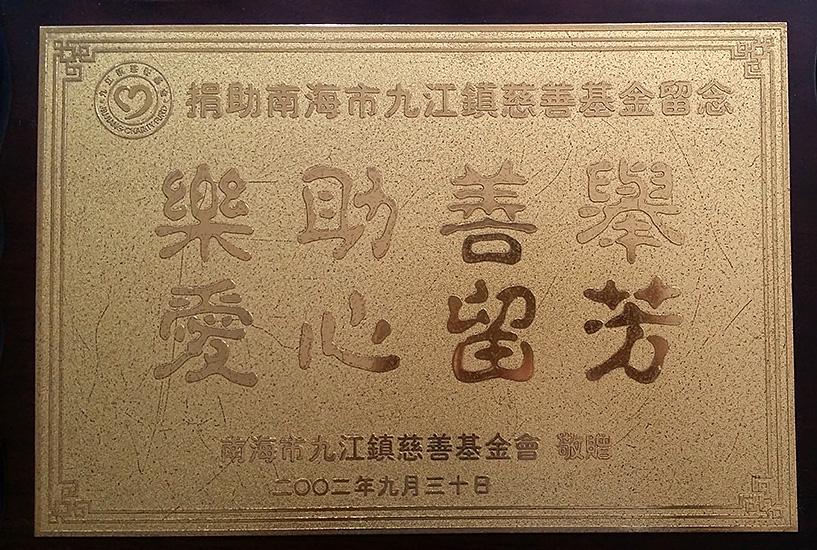 捐助南海市九江鎮慈善基金留念
樂助善舉
愛心留芳
南海市九江鎮慈善基金會 敬贈
二〇〇二年九月三十日